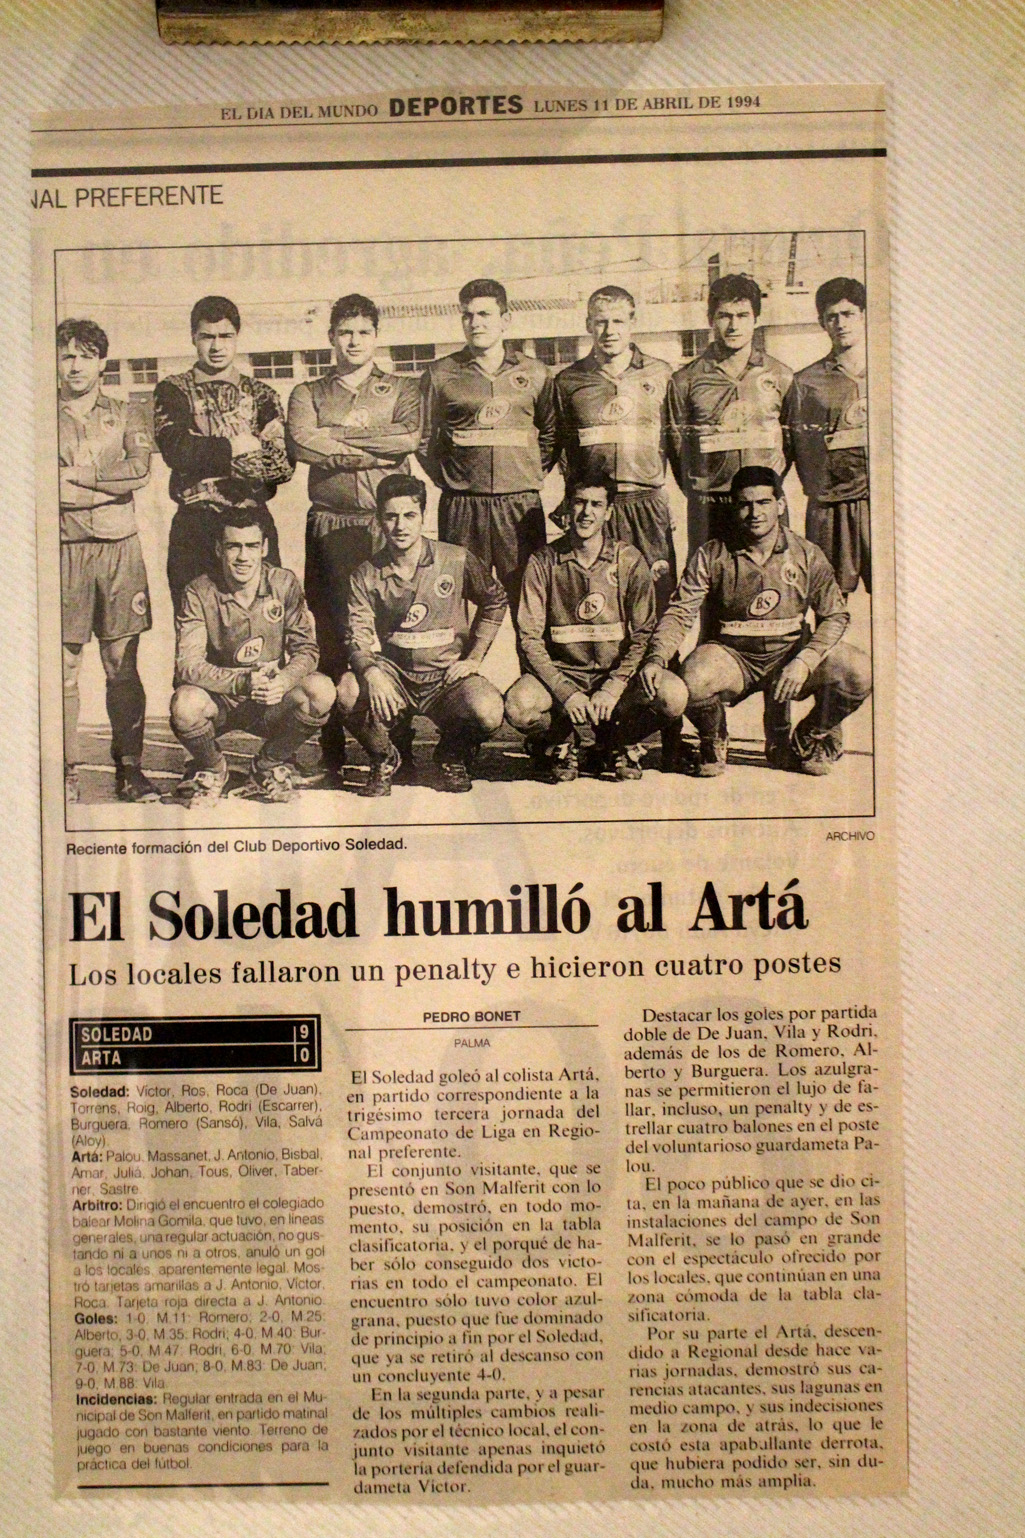 EL DIA DEL MUNDO DEPORTES LUNES 11 DE ABRIL DE 1994
NAL PREFERENTE
BS
BS
BS
BS
BS
BS
Reciente formación del Club Deportivo Soledad.
ARCHIVO
El Soledad humilló al Artá
Los locales fallaron un penalty e hicieron cuatro postes
SOLEDAD 9
ARTA 0
Soledad: Víctor, Ros, Roca (De Juan),
Torrens, Roig, Alberto, Rodri (Escarrer),
Burguera, Romero (Sansó), Vila, Salvá
(Aloy).
Artá: Palou, Massanet, J. Antonio, Bisbal,
Amar, Juliá, Johan, Tous, Oliver, Taber-
ner, Sastre.
Arbitro: Dirigió el encuentro el colegiado
balear Molina Gomila, que tuvo, en líneas
generales, una regular actuación, no gus-
tando ni a unos ni a otros, anuló un gol
a los locales, aparentemente legal. Mos-
tró tarjetas amarillas a J. Antonio, Víctor,
Roca. Tarjeta roja directa a J. Antonio.
Goles: 1-0, M.11: Romero; 2-0, M.25:
Alberto; 3-0, M.35: Rodri; 4-0, M.40: Bur-
guera; 5-0, M.47: Rodri; 6-0, M.70: Vila;
7-0, M.73: De Juan; 8-0, M.83: De Juan;
9-0, M.88: Vila.
Incidencias: Regular entrada en el Mu-
nicipal de Son Malferit, en partido matinal
jugado con bastante viento. Terreno de
juego en buenas condiciones para la
práctica del fútbol.
PEDRO BONET
PALMA
El Soledad goleó al colista Artá,
en partido correspondiente a la
trigésimo tercera jornada del
Campeonato de Liga en Regio-
nal preferente.
El conjunto visitante, que se
presentó en Son Malferit con lo
puesto, demostró, en todo mo-
mento, su posición en la tabla
clasificatoria, y el porqué de ha-
ber sólo conseguido dos victo-
rias en todo el campeonato. El
encuentro sólo tuvo color azul-
grana, puesto que fue dominado
de principio a fin por el Soledad,
que ya se retiró al descanso con
un concluyente 4-0.
En la segunda parte, y a pesar
de los múltiples cambios reali-
zados por el técnico local, el con-
junto visitante apenas inquietó
la portería defendida por el guar-
dameta Víctor.
Destacar los goles por partida
doble de De Juan, Vila y Rodri,
además de los de Romero, Al-
berto y Burguera. Los azulgra-
nas se permitieron el lujo de fa-
llar, incluso, un penalty y de es-
trellar cuatro balones en el poste
del voluntarioso guardameta Pa-
lou.
El poco público que se dio ci-
ta, en la mañana de ayer, en las
instalaciones del campo de Son
Malferit, se lo pasó en grande
con el espectáculo ofrecido por
los locales, que continúan en una
zona cómoda de la tabla cla-
sificatoria.
Por su parte el Artá, descen-
dido a Regional desde hace va-
rias jornadas, demostró sus ca-
rencias atacantes, sus lagunas en
medio campo, y sus indecisiones
en la zona de atrás, lo que le
costó esta apabullante derrota,
que hubiera podido ser, sin du-
da, mucho más amplia.